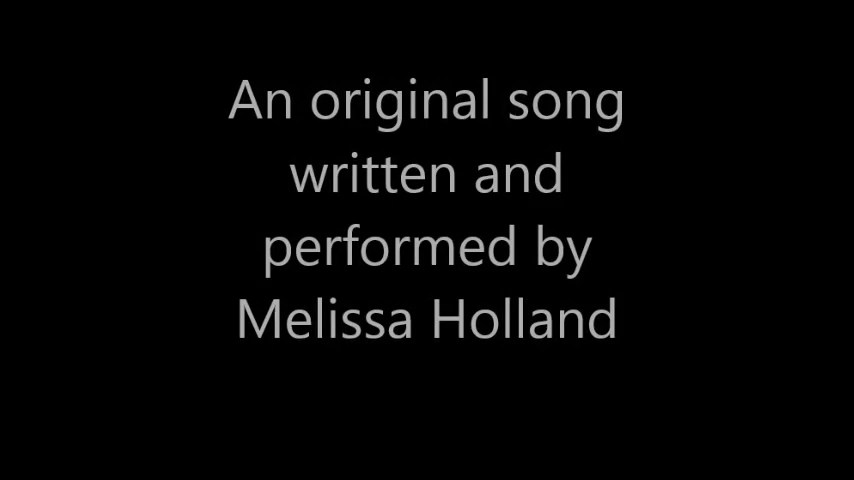 An original song
written and
performed by
Melissa Holland